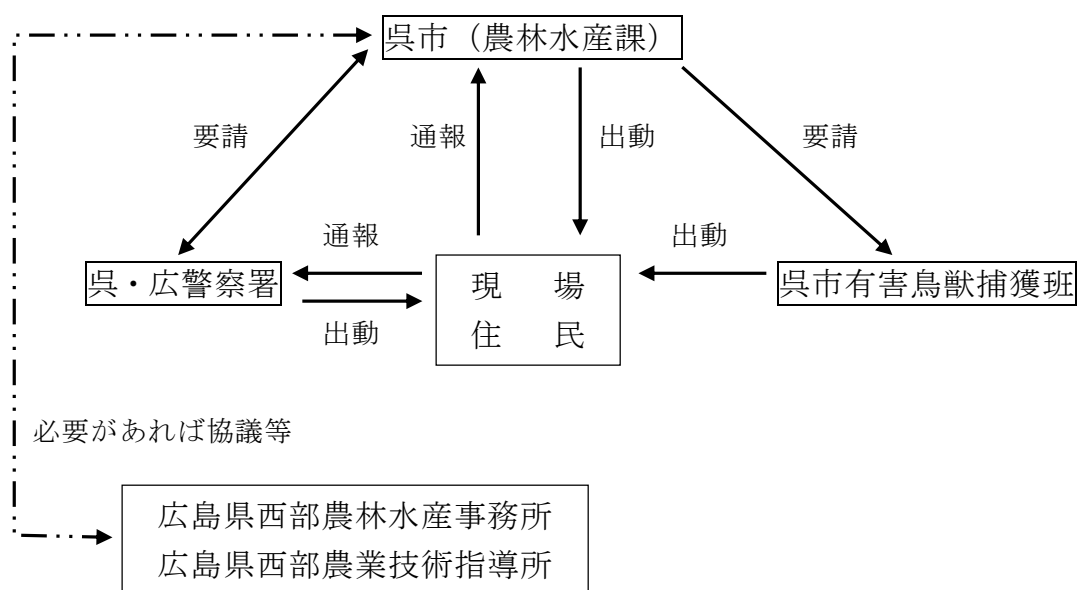 呉市（農林水産課）
要請
通報
出動
要請
通報
出動
呉・広警察署
現　場
呉市有害鳥獣捕獲班
出動
住　民
必要があれば協議等
広島県西部農林水産事務所
広島県西部農業技術指導所